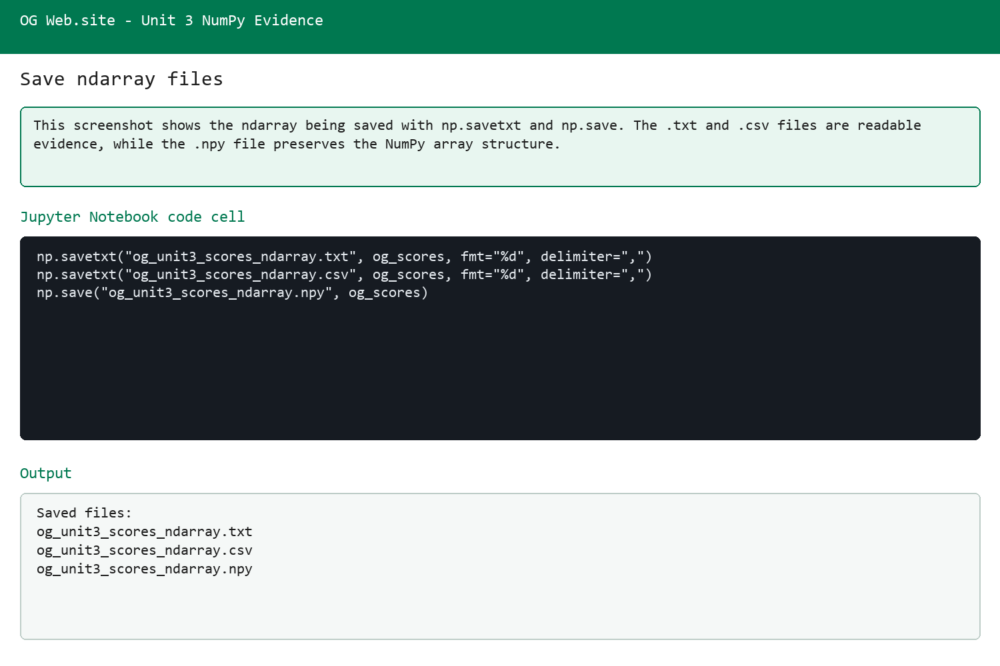 OG Web.site - Unit 3 NumPy Evidence
Save ndarray files
This screenshot shows the ndarray being saved with np.savetxt and np.save. The .txt and .csv files are readable
evidence, while the .npy file preserves the NumPy array structure.
Jupyter Notebook code cell
np.savetxt("og_unit3_scores_ndarray.txt", og_scores, fmt="%d", delimiter=",")
np.savetxt("og_unit3_scores_ndarray.csv", og_scores, fmt="%d", delimiter=",")
np.save("og_unit3_scores_ndarray.npy", og_scores)
Output
Saved files:
og_unit3_scores_ndarray.txt
og_unit3_scores_ndarray.csv
og_unit3_scores_ndarray.npy